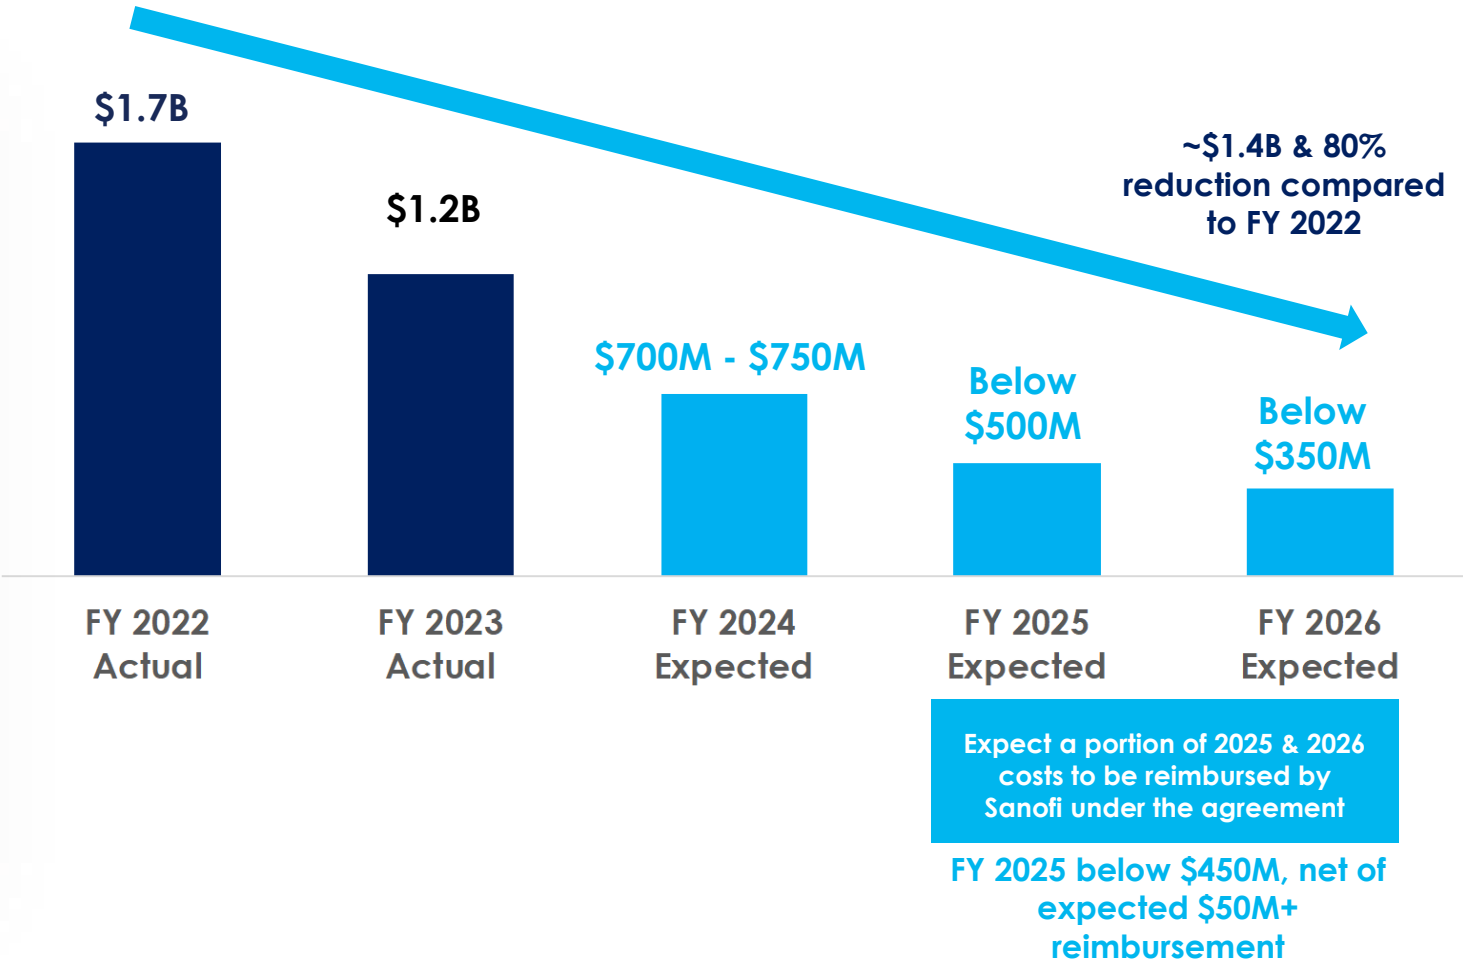 $1.7B
$1.2B
~$1.4B & 80%
reduction compared
to FY 2022
$700M - $750M
Below
$500M
Below
$350M
FY 2022
Actual
FY 2023
Actual
FY 2024
Expected
FY 2025
Expected
FY 2026
Expected
Expect a portion of 2025 & 2026
costs to be reimbursed by
Sanofi under the agreement
FY 2025 below $450M, net of
expected $50M+
reimbursement